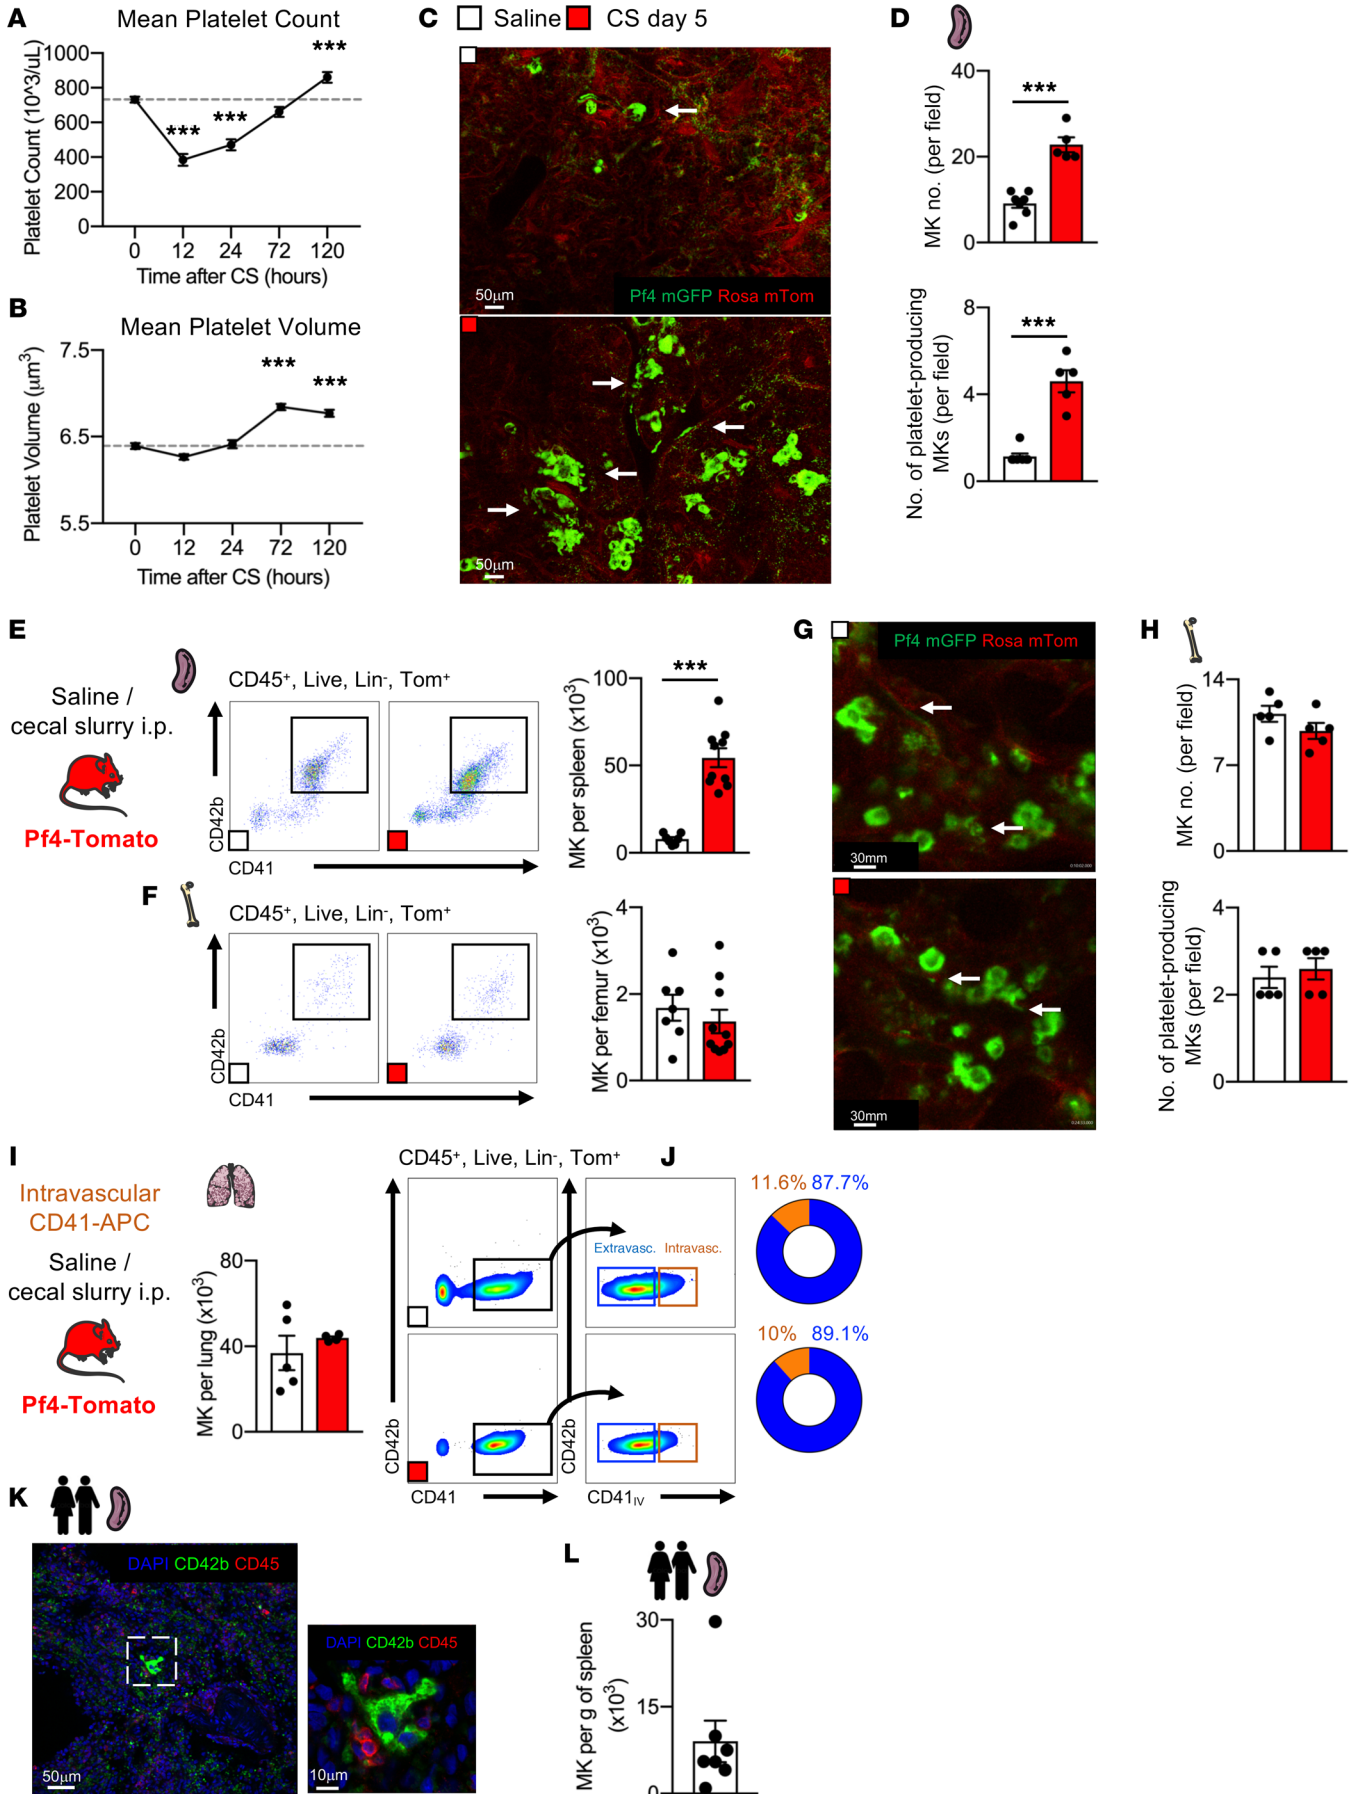 A
Mean Platelet Count
Platelet Count (10^3/uL)
1000
800
600
400
200
0
***
***
***
0 12 24 72 120
Time after CS (hours)
B
Mean Platelet Volume
Platelet Volume (µm³)
7.5
6.5
5.5
***
***
0 12 24 72 120
Time after CS (hours)
C
Saline
CS day 5
50µm
Pf4 mGFP Rosa mTom
50µm
D
MK no. (per field)
40
20
0
***
No. of platelet-producing
MKs (per field)
8
4
0
***
E
Saline /
cecal slurry i.p.
Pf4-Tomato
CD45⁺, Live, Lin⁻, Tom⁺
CD42b
CD41
MK per spleen (x10³)
100
50
0
***
F
CD45⁺, Live, Lin⁻, Tom⁺
CD42b
CD41
MK per femur (x10³)
4
2
0
G
Pf4 mGFP Rosa mTom
30mm
30mm
H
MK no. (per field)
14
7
0
No. of platelet-producing
MKs (per field)
4
2
0
I
Intravascular
CD41-APC
Saline /
cecal slurry i.p.
Pf4-Tomato
MK per lung (x10³)
80
40
0
CD45⁺, Live, Lin⁻, Tom⁺
Extravasc. Intravasc.
CD42b
CD42b
CD41
CD41IV
J
11.6% 87.7%
10% 89.1%
K
DAPI CD42b CD45
50µm
DAPI CD42b CD45
10µm
L
MK per g of spleen
(x10³)
30
15
0